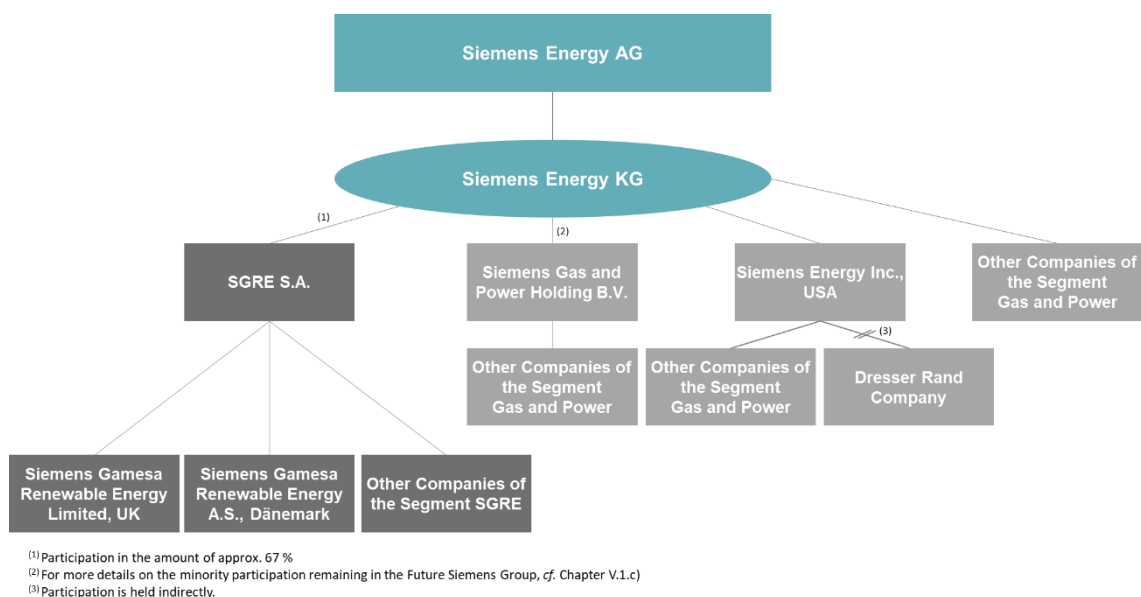 Siemens Energy AG
Siemens Energy KG
(1)
(2)
SGRE S.A.
Siemens Gas and
Power Holding B.V.
Siemens Energy Inc.,
USA
Other Companies of
the Segment
Gas and Power
(3)
Other Companies of
the Segment
Gas and Power
Other Companies of
the Segment
Gas and Power
Dresser Rand
Company
Siemens Gamesa
Renewable Energy
Limited, UK
Siemens Gamesa
Renewable Energy
A.S., Dänemark
Other Companies of
the Segment SGRE
(1) Participation in the amount of approx. 67 %
(2) For more details on the minority participation remaining in the Future Siemens Group, cf. Chapter V.1.c)
(3) Participation is held indirectly.